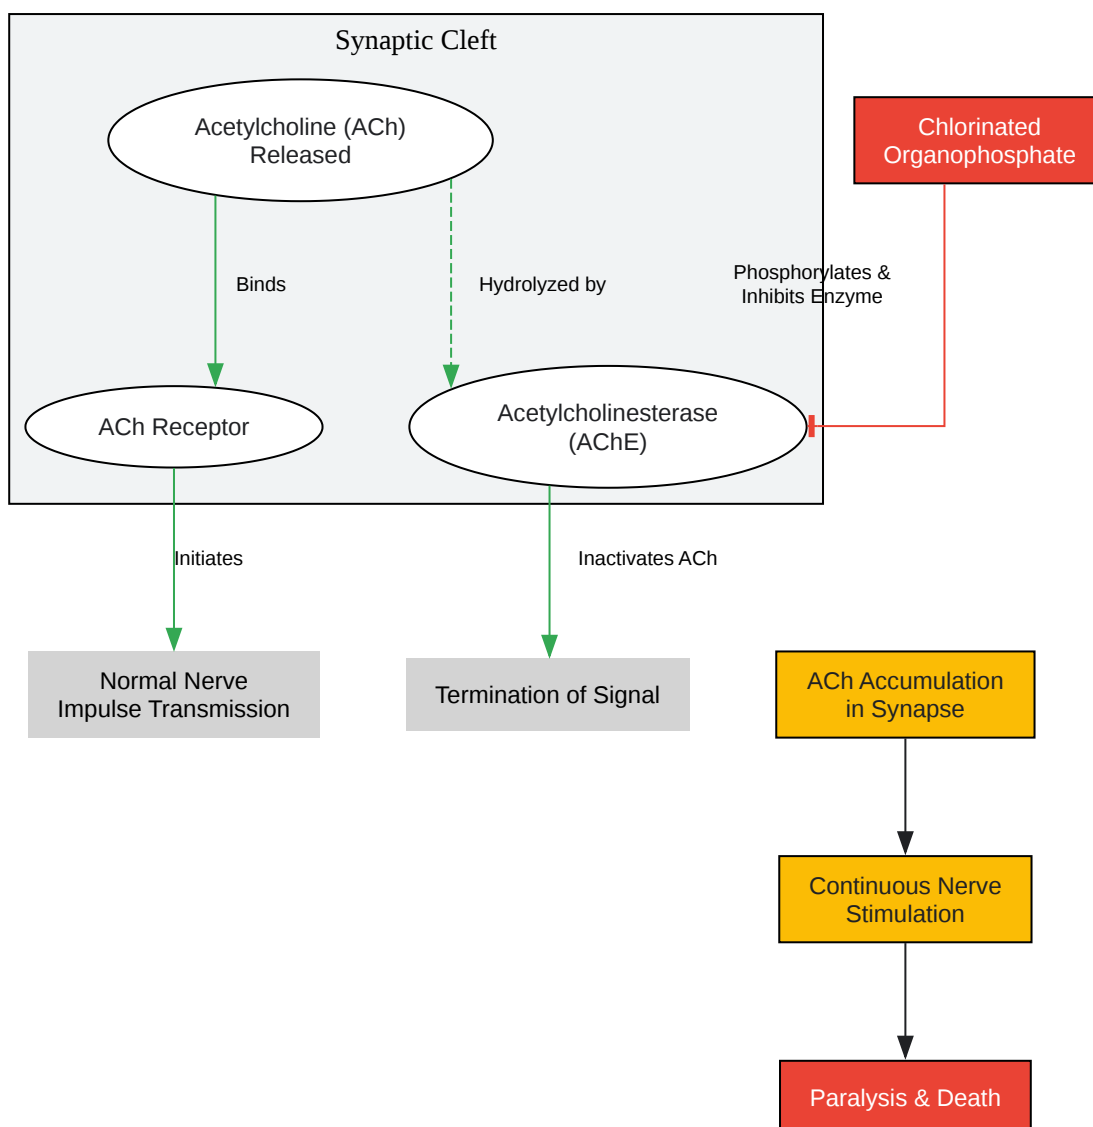 Synaptic Cleft
Acetylcholine (ACh)
Released
Chlorinated
Organophosphate
Binds
Hydrolyzed by
Phosphorylates &
Inhibits Enzyme
ACh Receptor
Acetylcholinesterase
(AChE)
Initiates
Inactivates ACh
Normal Nerve
Impulse Transmission
Termination of Signal
ACh Accumulation
in Synapse
Continuous Nerve
Stimulation
Paralysis & Death